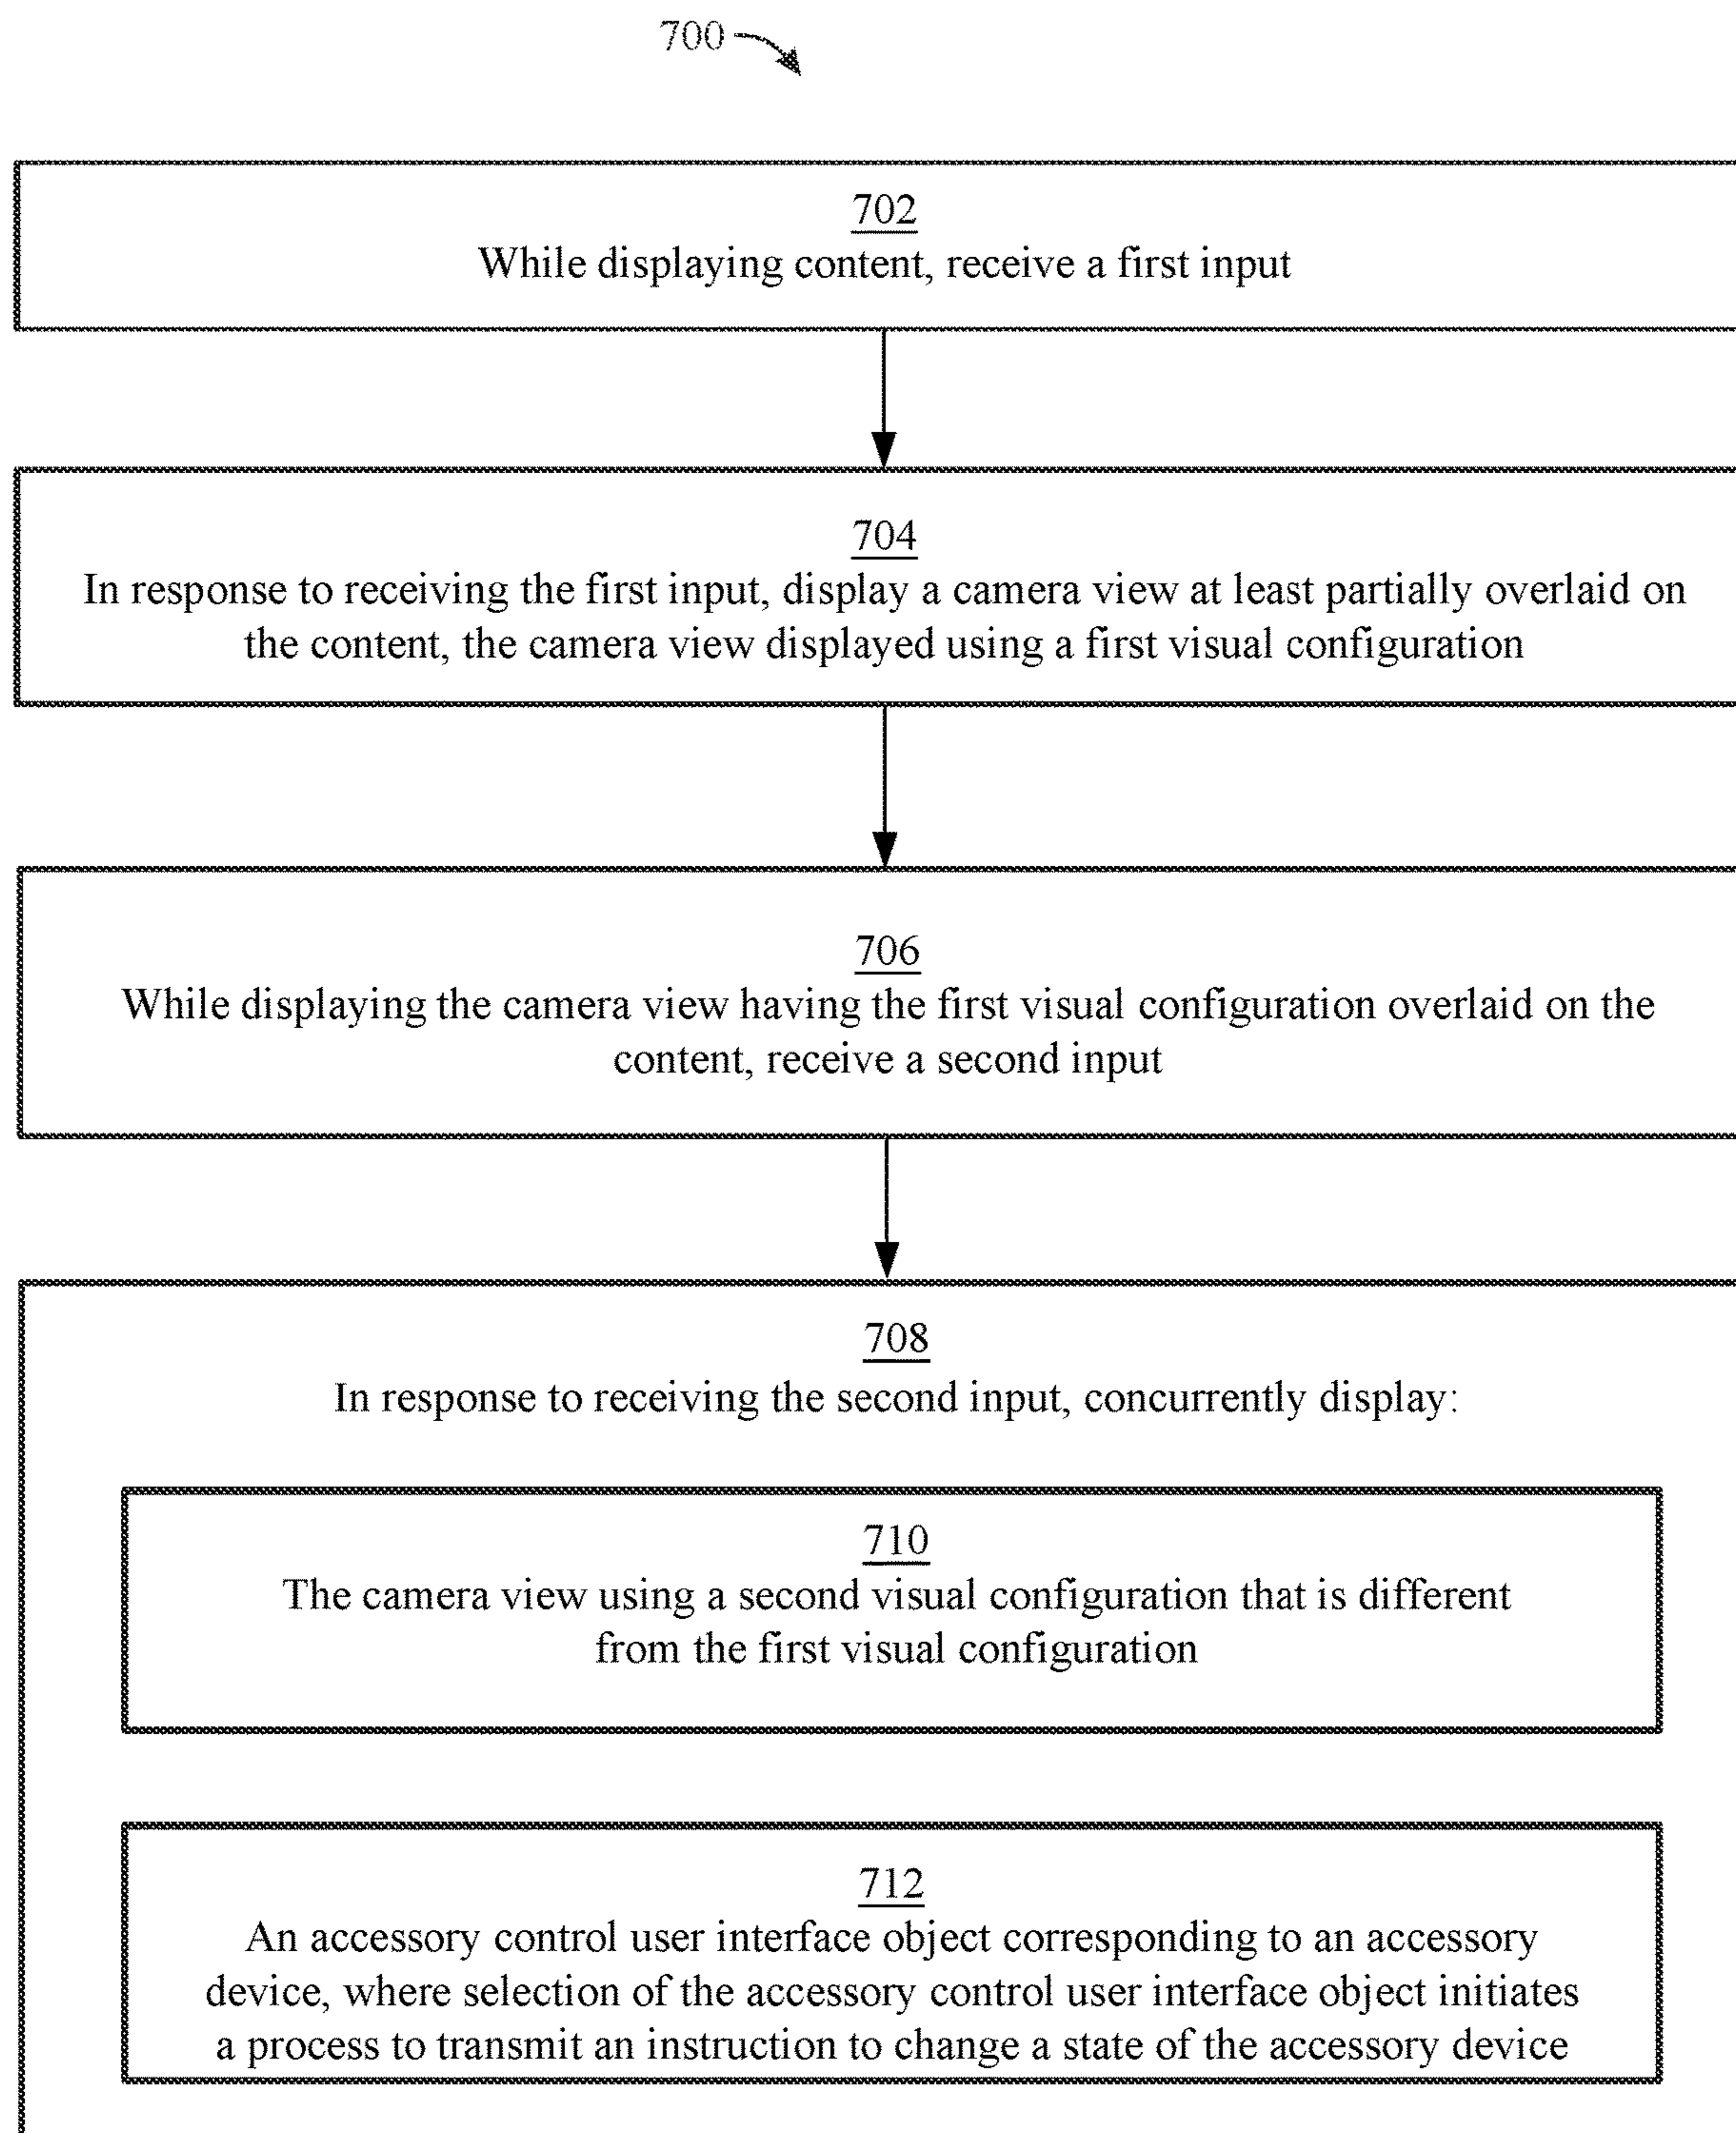 700
702
While displaying content, receive a first input
704
In response to receiving the first input, display a camera view at least partially overlaid on
the content, the camera view displayed using a first visual configuration
706
While displaying the camera view having the first visual configuration overlaid on the
content, receive a second input
708
In response to receiving the second input, concurrently display:
710
The camera view using a second visual configuration that is different
from the first visual configuration
712
An accessory control user interface object corresponding to an accessory
device, where selection of the accessory control user interface object initiates
a process to transmit an instruction to change a state of the accessory device